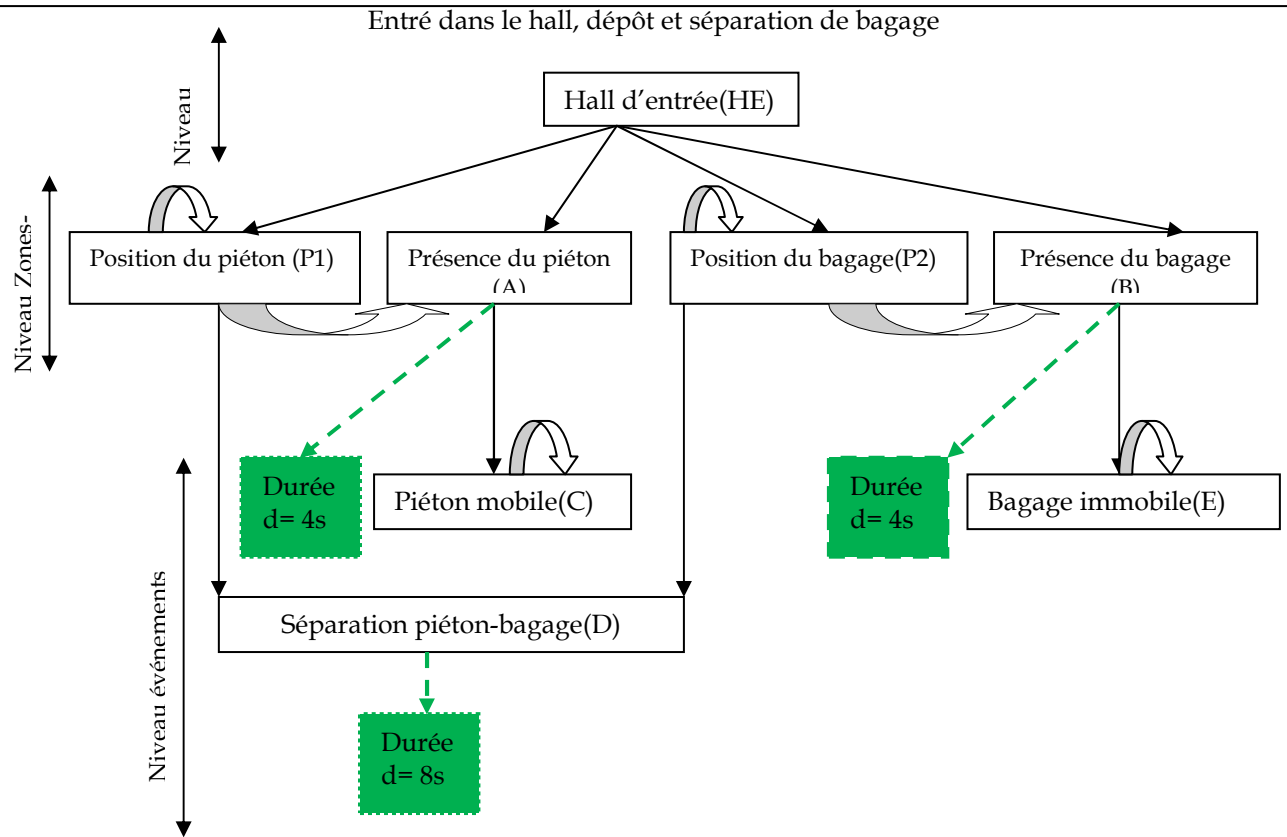 Entré dans le hall, dépôt et séparation de bagage
Niveau
Hall d’entrée(HE)
Niveau Zones-
Position du piéton (P1)
Présence du piéton
(A)
Position du bagage(P2)
Présence du bagage
(B)
Niveau événements
Durée
d= 4s
Piéton mobile(C)
Durée
d= 4s
Bagage immobile(E)
Séparation piéton-bagage(D)
Durée
d= 8s